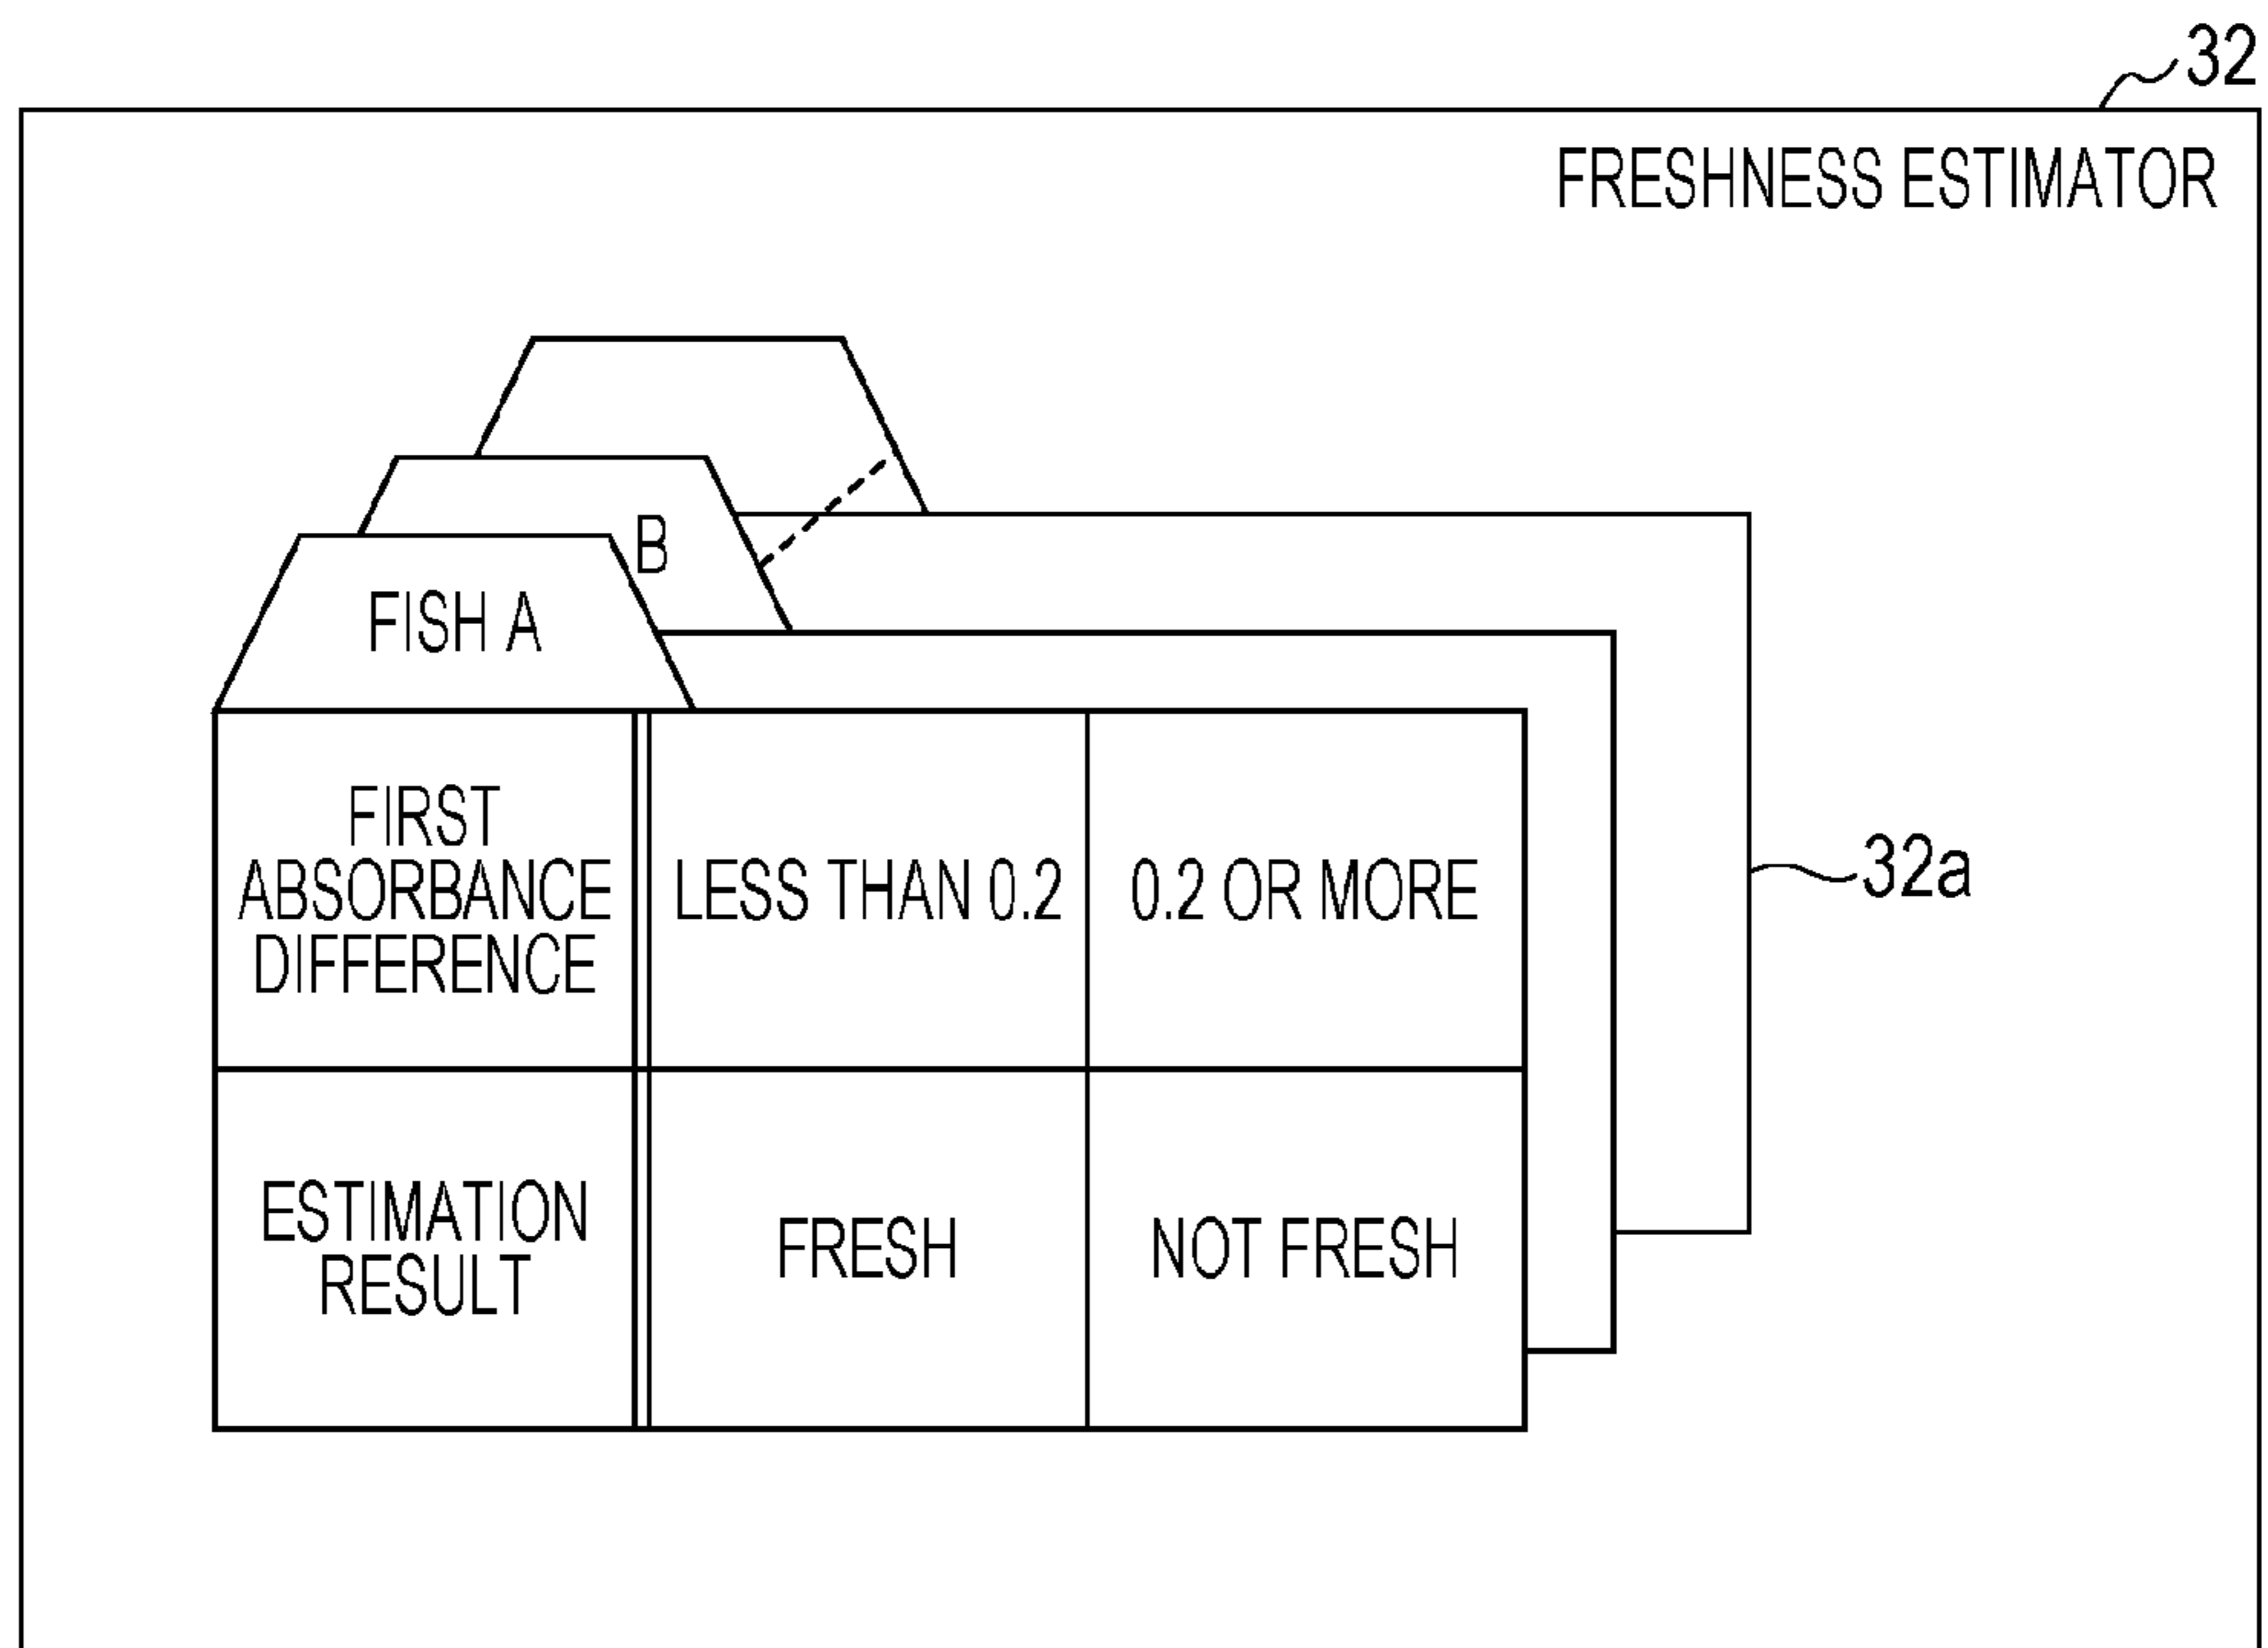 32
FRESHNESS ESTIMATOR
B
FISH A
FIRST
ABSORBANCE
DIFFERENCE
LESS THAN 0.2
0.2 OR MORE
32a
ESTIMATION
RESULT
FRESH
NOT FRESH